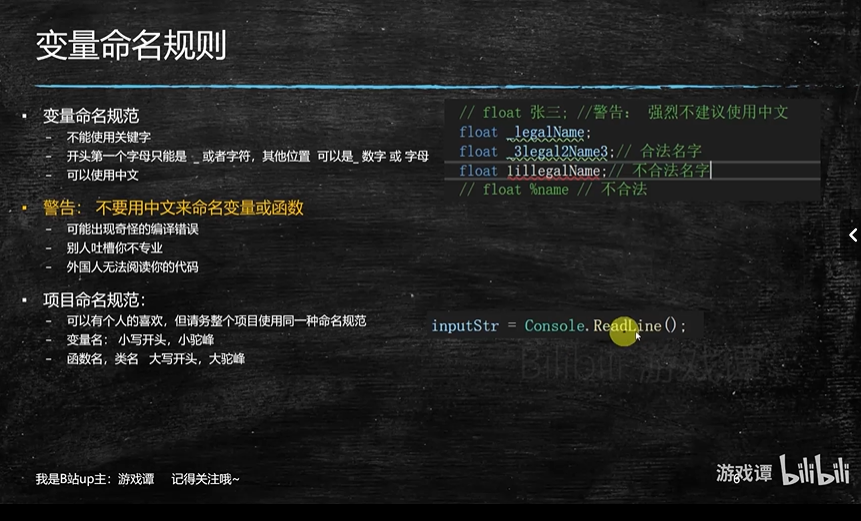 变量命名规则
▪ 变量命名规范
– 不能使用关键字
– 开头第一个字母只能是 _ 或者字符，其他位置 可以是_ 数字 或 字母
– 可以使用中文
▪ 警告： 不要用中文来命名变量或函数
– 可能出现奇怪的编译错误
– 别人吐槽你不专业
– 外国人无法阅读你的代码
▪ 项目命名规范：
– 可以有个人的喜欢，但请务整个项目使用同一种命名规范
– 变量名： 小写开头，小驼峰
– 函数名，类名 大写开头，大驼峰
// float 张三; //警告： 强烈不建议使用中文
float _legalName;
float _3legal2Name3;// 合法名字
float 1illegalName;// 不合法名字
// float %name // 不合法
inputStr = Console.ReadLine();
Bilibili 游戏谭
我是B站up主：游戏谭 记得关注哦~
游戏谭 bilibili